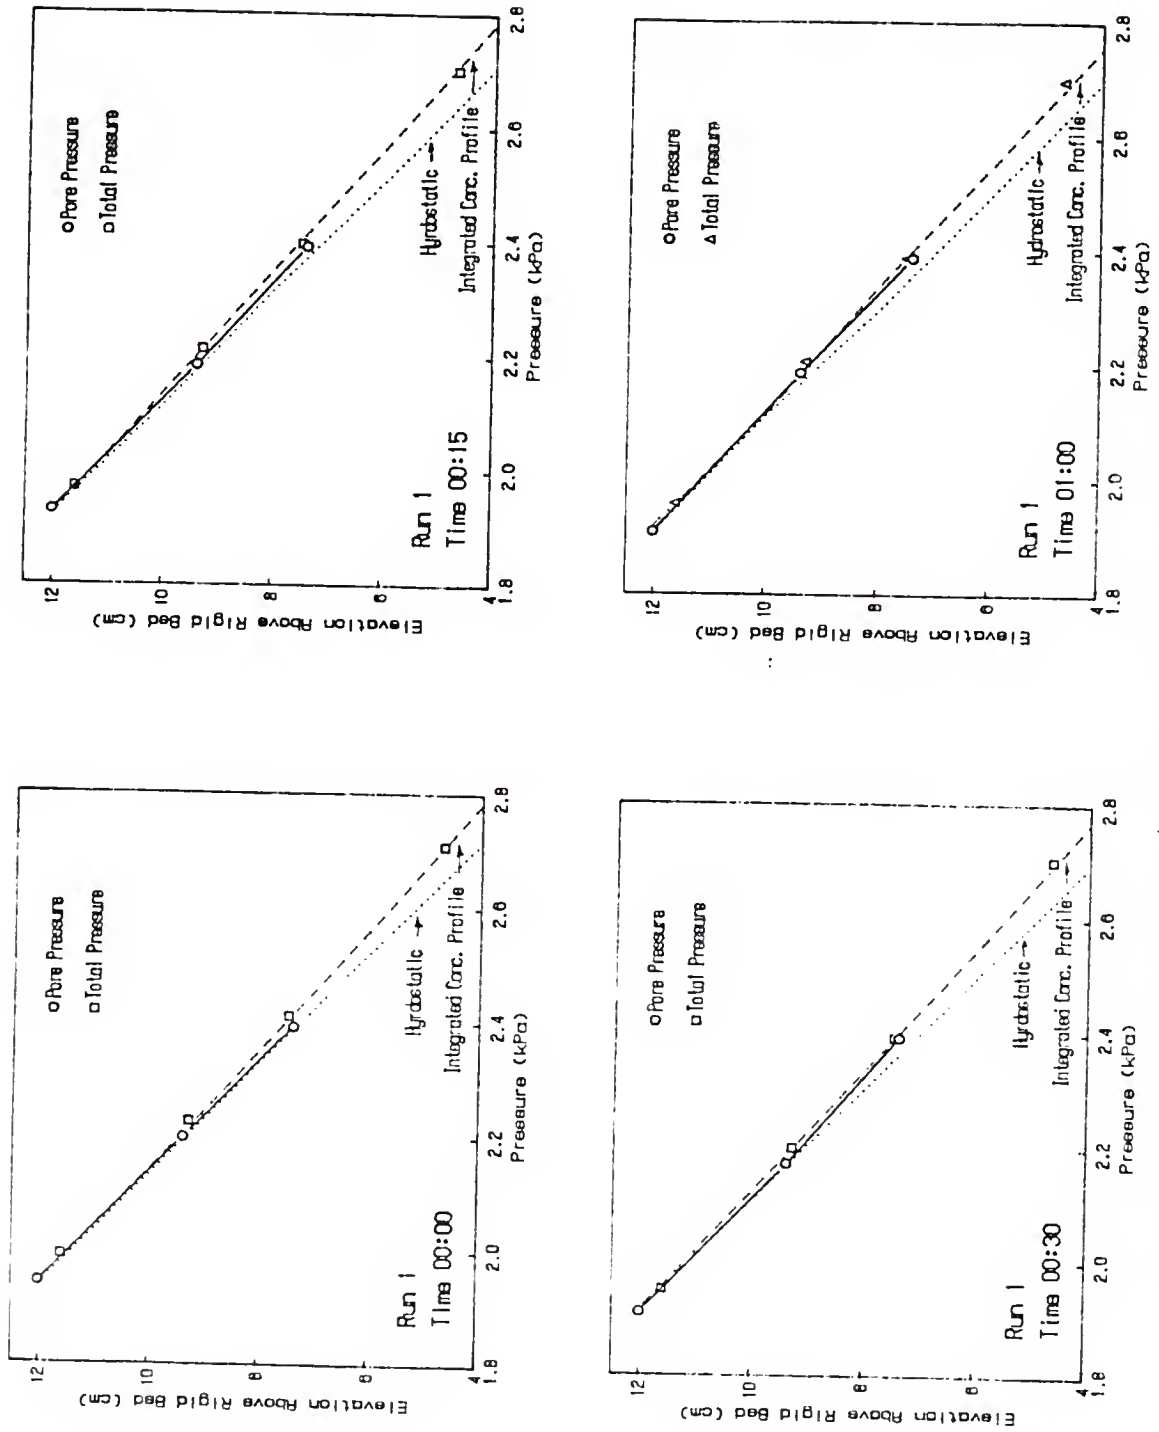 ○ Pore Pressure
□ Total Pressure
Hyrdostatic →
Integrated Conc. Profile
Run 1
Time 00:15
12
10
8
6
4
1.8 2.0 2.2 2.4 2.6 2.8
Pressure (kPa)
Elevation Above Rigid Bed (cm)
○ Pore Pressure
△ Total Pressure
Hydrostatic →
Integrated Conc. Profile
Run 1
Time 01:00
12
10
8
6
4
1.8 2.0 2.2 2.4 2.6 2.8
Pressure (kPa)
Elevation Above Rigid Bed (cm)
○ Pore Pressure
□ Total Pressure
Hyrdostatic →
Integrated Conc. Profile
Run 1
Time 00:00
12
10
8
6
4
1.8 2.0 2.2 2.4 2.6 2.8
Pressure (kPa)
Elevation Above Rigid Bed (cm)
○ Pore Pressure
□ Total Pressure
Hyrdostatic →
Integrated Conc. Profile
Run 1
Time 00:30
12
10
8
6
4
1.8 2.0 2.2 2.4 2.6 2.8
Pressure (kPa)
Elevation Above Rigid Bed (cm)